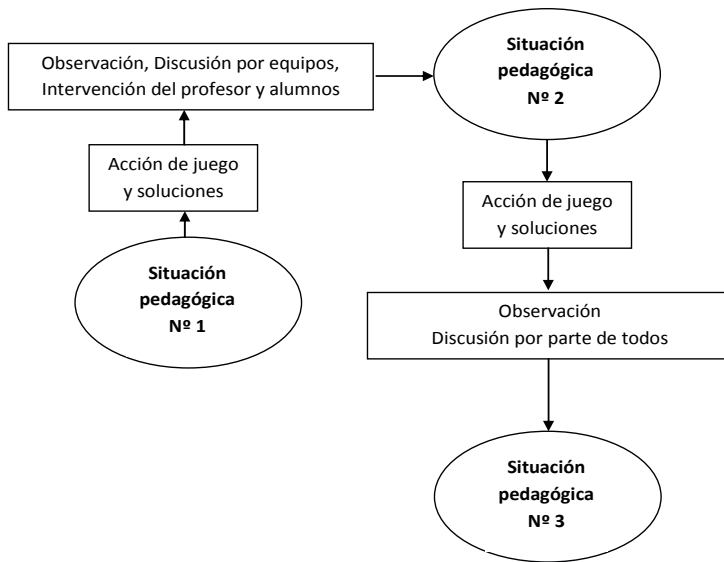 Situación
pedagógica
Nº 1
Acción de juego
y soluciones
Observación, Discusión por equipos,
Intervención del profesor y alumnos
Situación
pedagógica
Nº 2
Acción de juego
y soluciones
Observación
Discusión por parte de todos
Situación
pedagógica
Nº 3